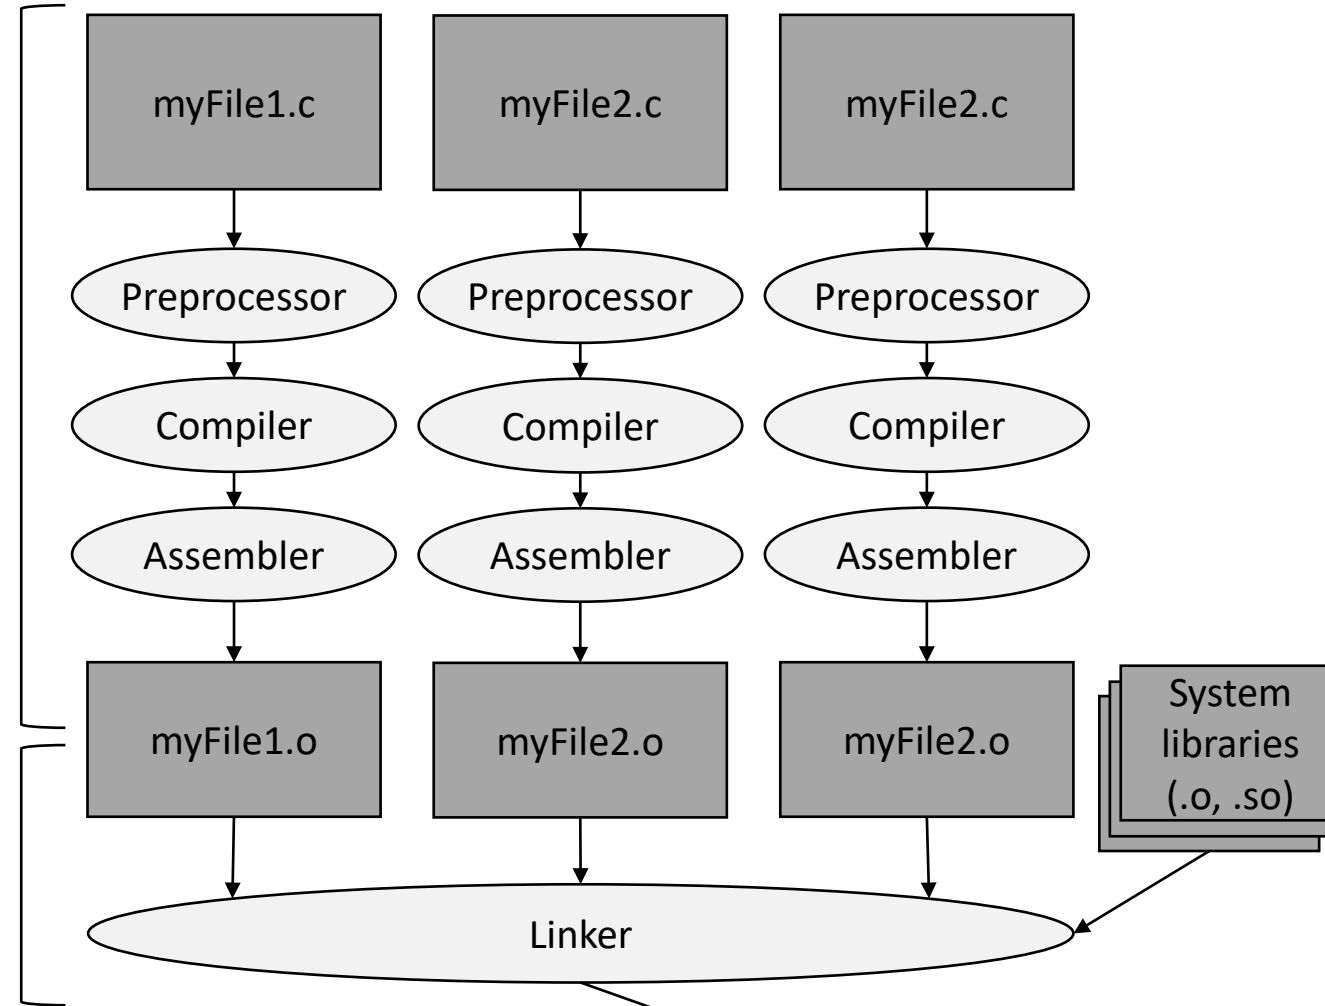 myFile1.c
myFile2.c
myFile2.c
Preprocessor
Preprocessor
Preprocessor
Compiler
Compiler
Compiler
Assembler
Assembler
Assembler
myFile1.o
myFile2.o
myFile2.o
System
libraries
(.o, .so)
Linker